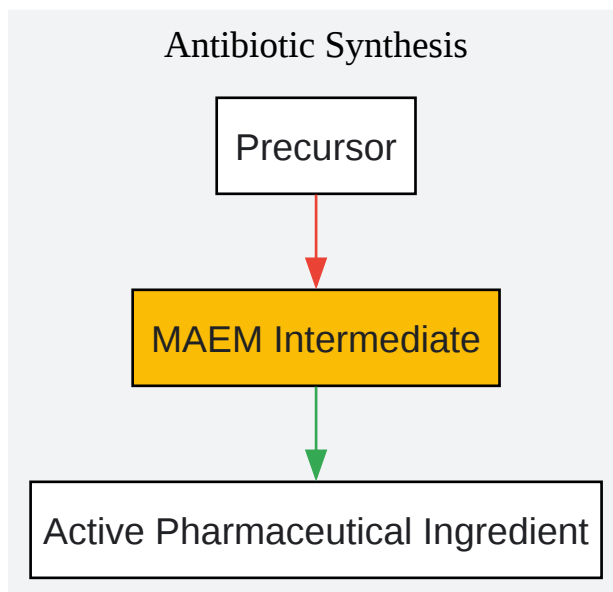 Antibiotic Synthesis
Precursor
MAEM Intermediate
Active Pharmaceutical Ingredient